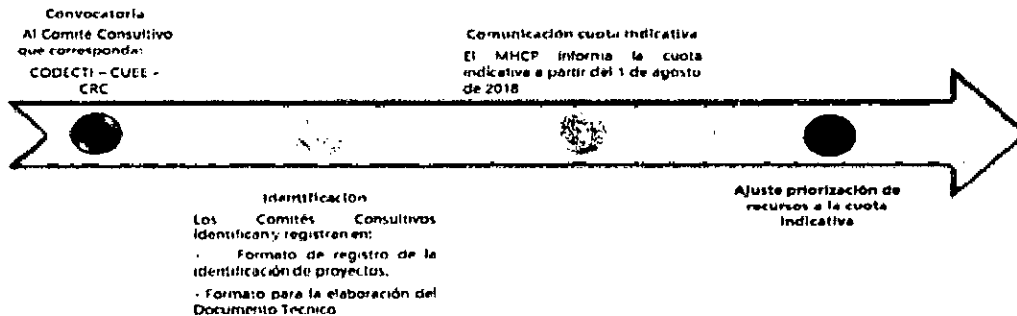 Convocatoria
Al Comité Consultivo
que corresponda:
CODECTI – CUEE –
CRC
Comunicación cuota indicativa
El MHCP informa la cuota
indicativa a partir del 1 de agosto
de 2018
Identificación
Los Comités Consultivos
identifican y registran en:
- Formato de registro de la
identificación de proyectos.
- Formato para la elaboración del
Documento Tecnico
Ajuste priorización de
recursos a la cuota
indicativa